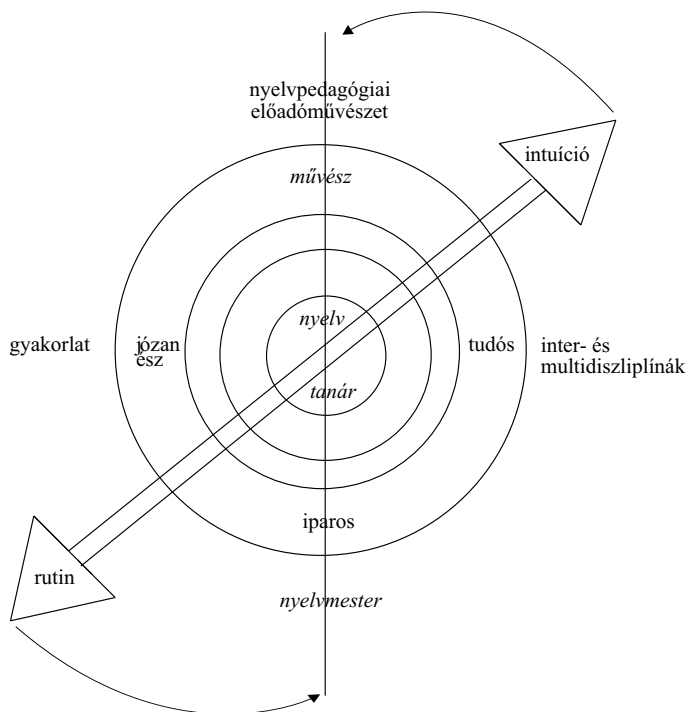 nyelvpedagógiai
előadóművészet
intuíció
művész
nyelv
gyakorlat
józan
ész
tudós
inter- és
multidiszliplínák
tanár
iparos
rutin
nyelvmester